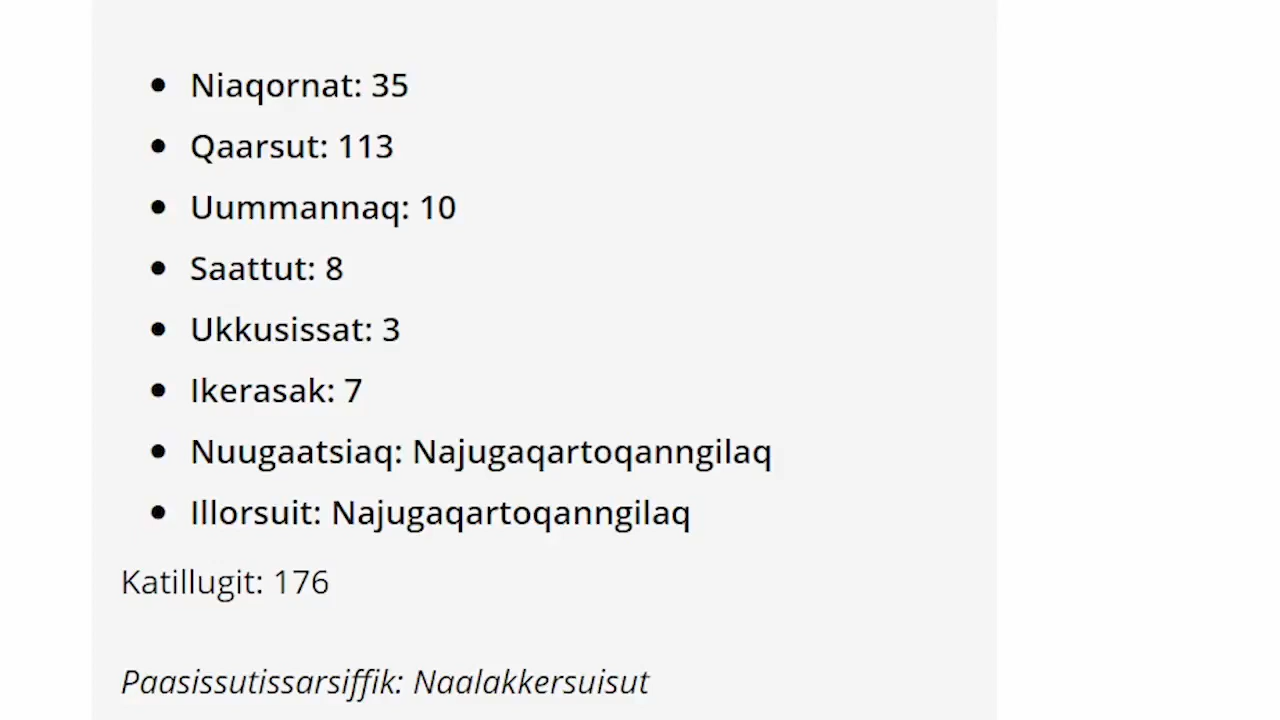 • Niaqornat: 35
• Qaarsut: 113
• Uummannaq: 10
• Saattut: 8
• Ukkusissat: 3
• Ikerasak: 7
• Nuugaatsiaq: Najugaqartoqanngilaq
• Illorsuit: Najugaqartoqanngilaq
Katillugit: 176
Paasissutissarsiffik: Naalakkersuisut